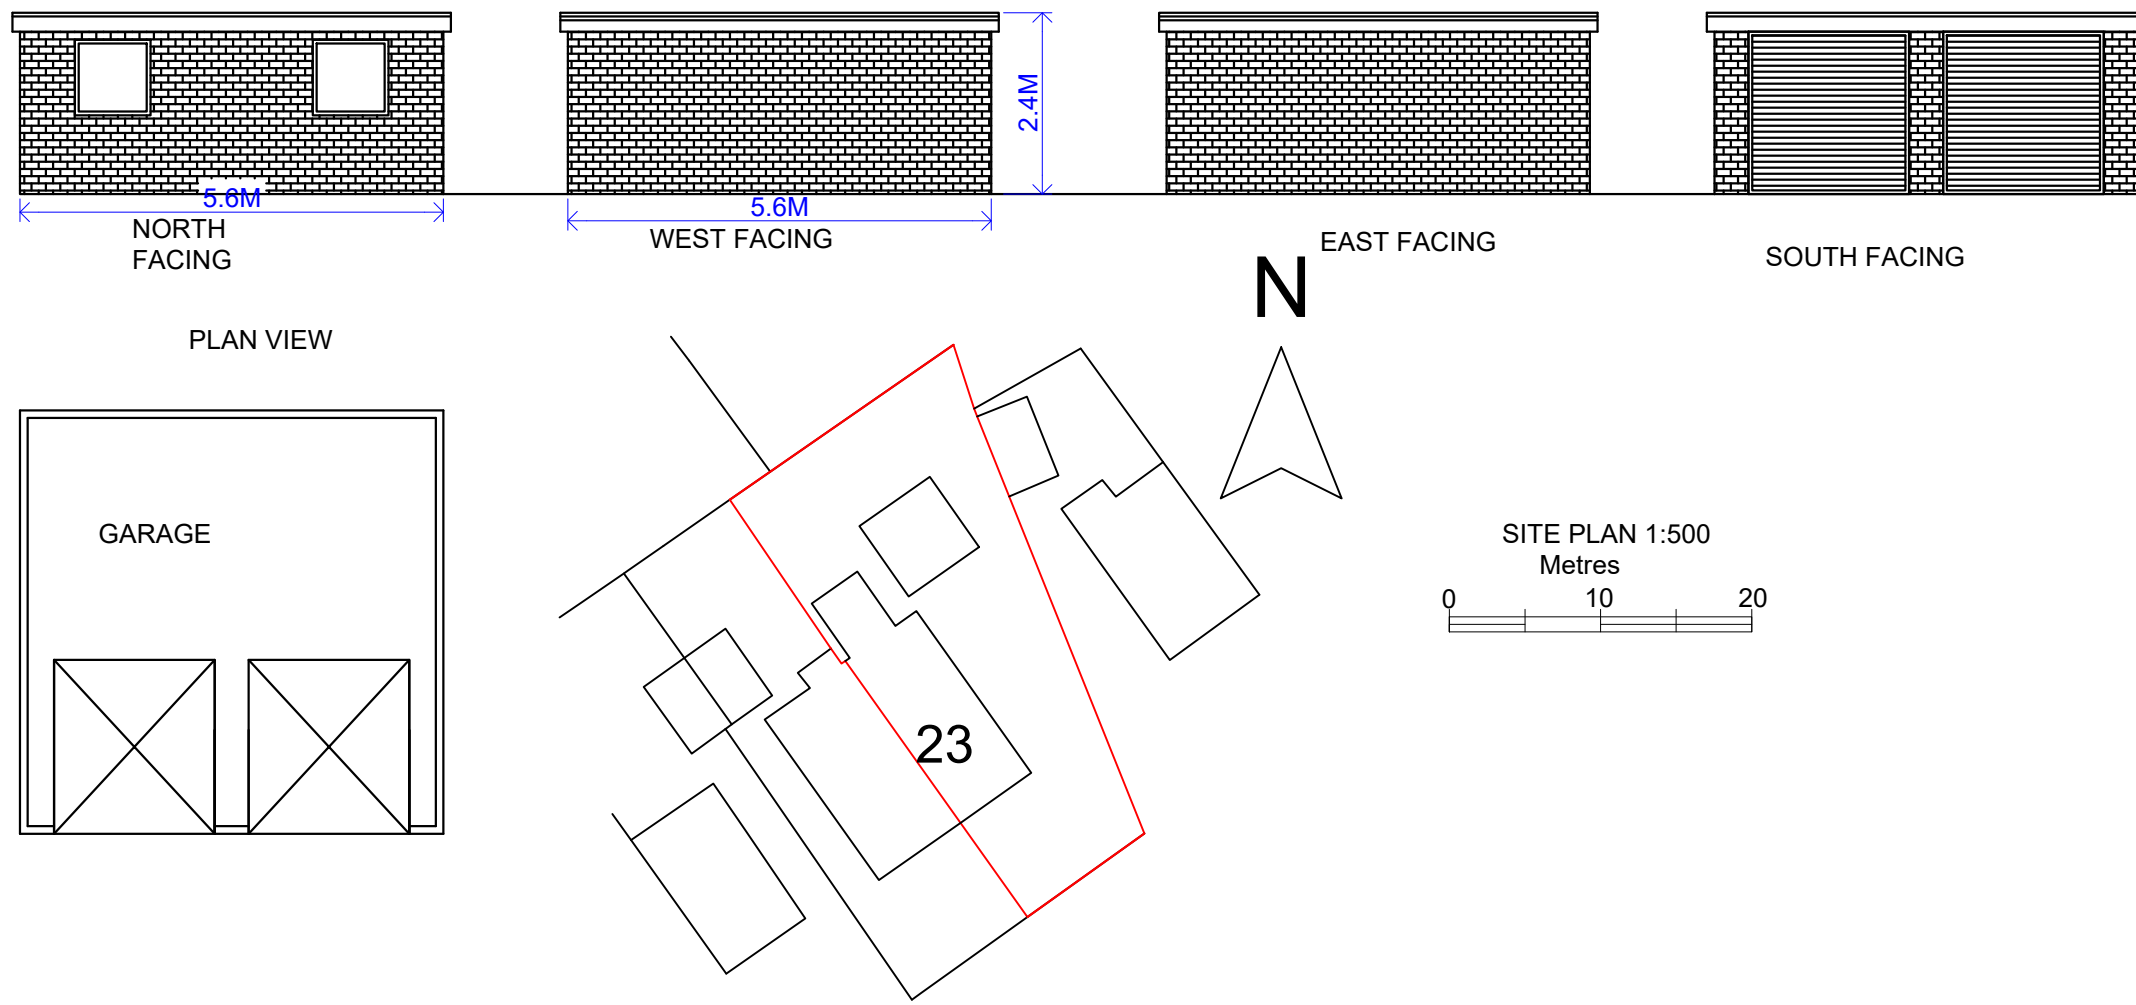 2.4M
5.6M
5.6M
NORTH
FACING
WEST FACING
EAST FACING
SOUTH FACING
N
PLAN VIEW
GARAGE
SITE PLAN 1:500
Metres
0 10 20
23